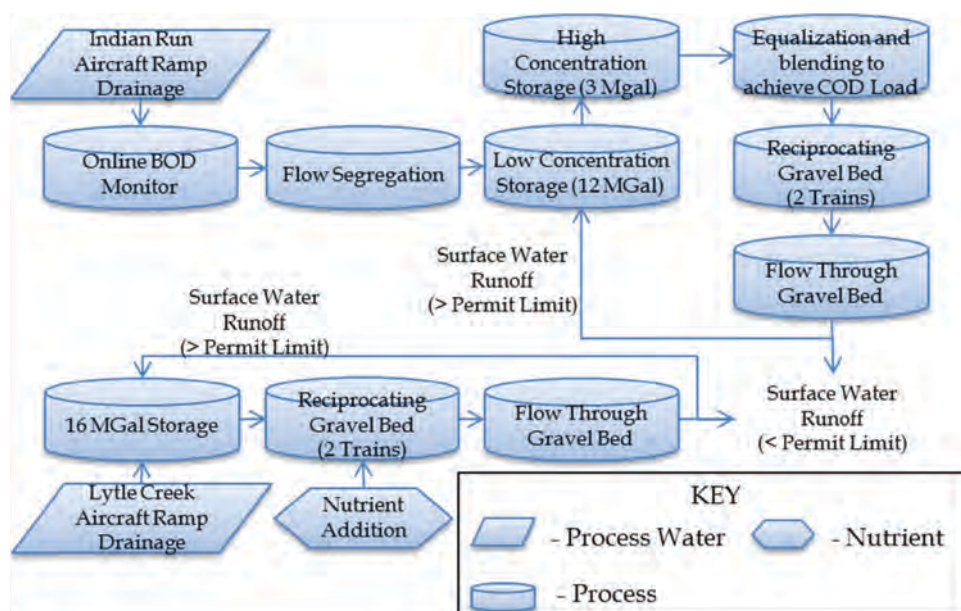 Indian Run
Aircraft Ramp
Drainage
High
Concentration
Storage (3 Mgal)
Equalization and
blending to
achieve COD Load
Online BOD
Monitor
Flow Segregation
Low Concentration
Storage (12 MGal)
Reciprocating
Gravel Bed
(2 Trains)
Flow Through
Gravel Bed
Surface Water
Runoff
(> Permit Limit)
Surface Water
Runoff
(> Permit Limit)
16 MGal Storage
Reciprocating
Gravel Bed
(2 Trains)
Flow Through
Gravel Bed
Surface Water
Runoff
(< Permit Limit)
Lytle Creek
Aircraft Ramp
Drainage
Nutrient
Addition
KEY
- Process Water
- Nutrient
- Process